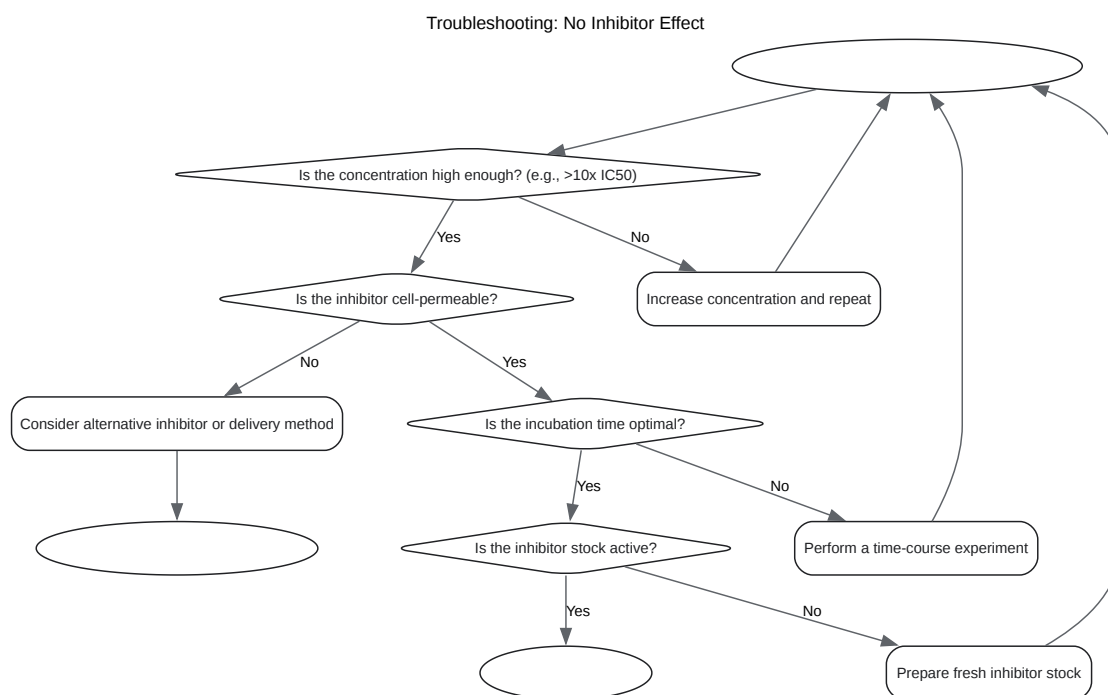 Troubleshooting: No Inhibitor Effect
Is the concentration high enough? (e.g., >10x IC50)
Yes
No
Is the inhibitor cell-permeable?
Increase concentration and repeat
No
Yes
Consider alternative inhibitor or delivery method
Is the incubation time optimal?
Yes
No
Is the inhibitor stock active?
Perform a time-course experiment
Yes
No
Prepare fresh inhibitor stock